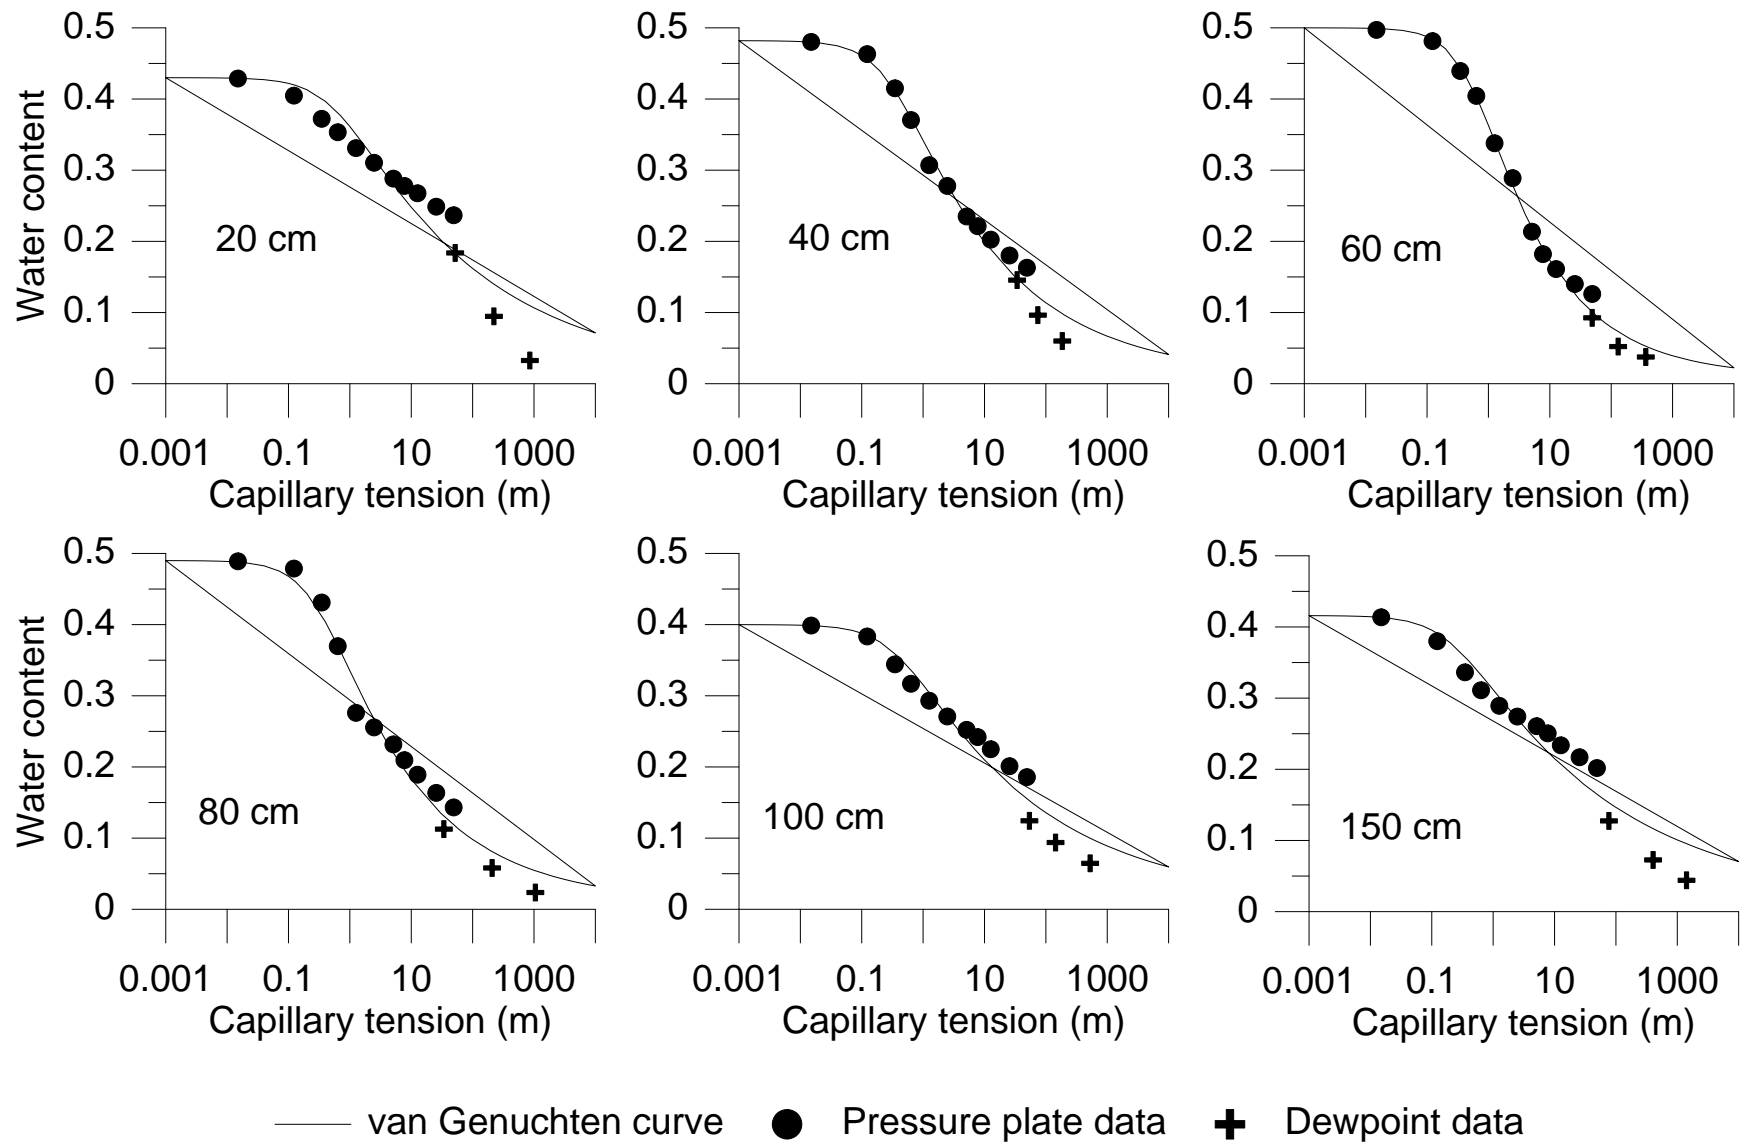 0.5 0.5 0.5
0.4 0.4 0.4
0.3 0.3 0.3
0.2 0.2 0.2
0.1 0.1 0.1
0 0 0
Water content
20 cm 40 cm 60 cm
0.001 0.1 10 1000 0.001 0.1 10 1000 0.001 0.1 10 1000
Capillary tension (m) Capillary tension (m) Capillary tension (m)
0.5 0.5 0.5
0.4 0.4 0.4
0.3 0.3 0.3
0.2 0.2 0.2
0.1 0.1 0.1
0 0 0
Water content
80 cm 100 cm 150 cm
0.001 0.1 10 1000 0.001 0.1 10 1000 0.001 0.1 10 1000
Capillary tension (m) Capillary tension (m) Capillary tension (m)
van Genuchten curve Pressure plate data Dewpoint data